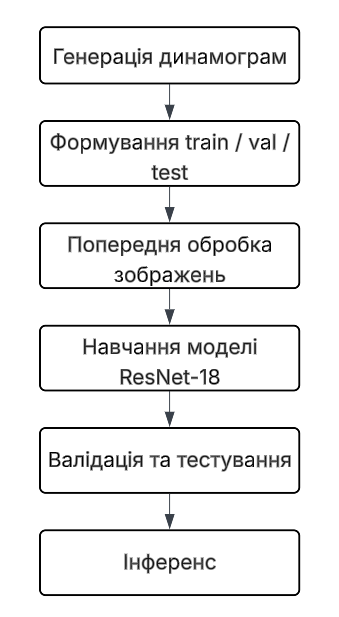 Генерація динамограм
Формування train / val /
test
Попередня обробка
зображень
Навчання моделі
ResNet-18
Валідація та тестування
Інференс